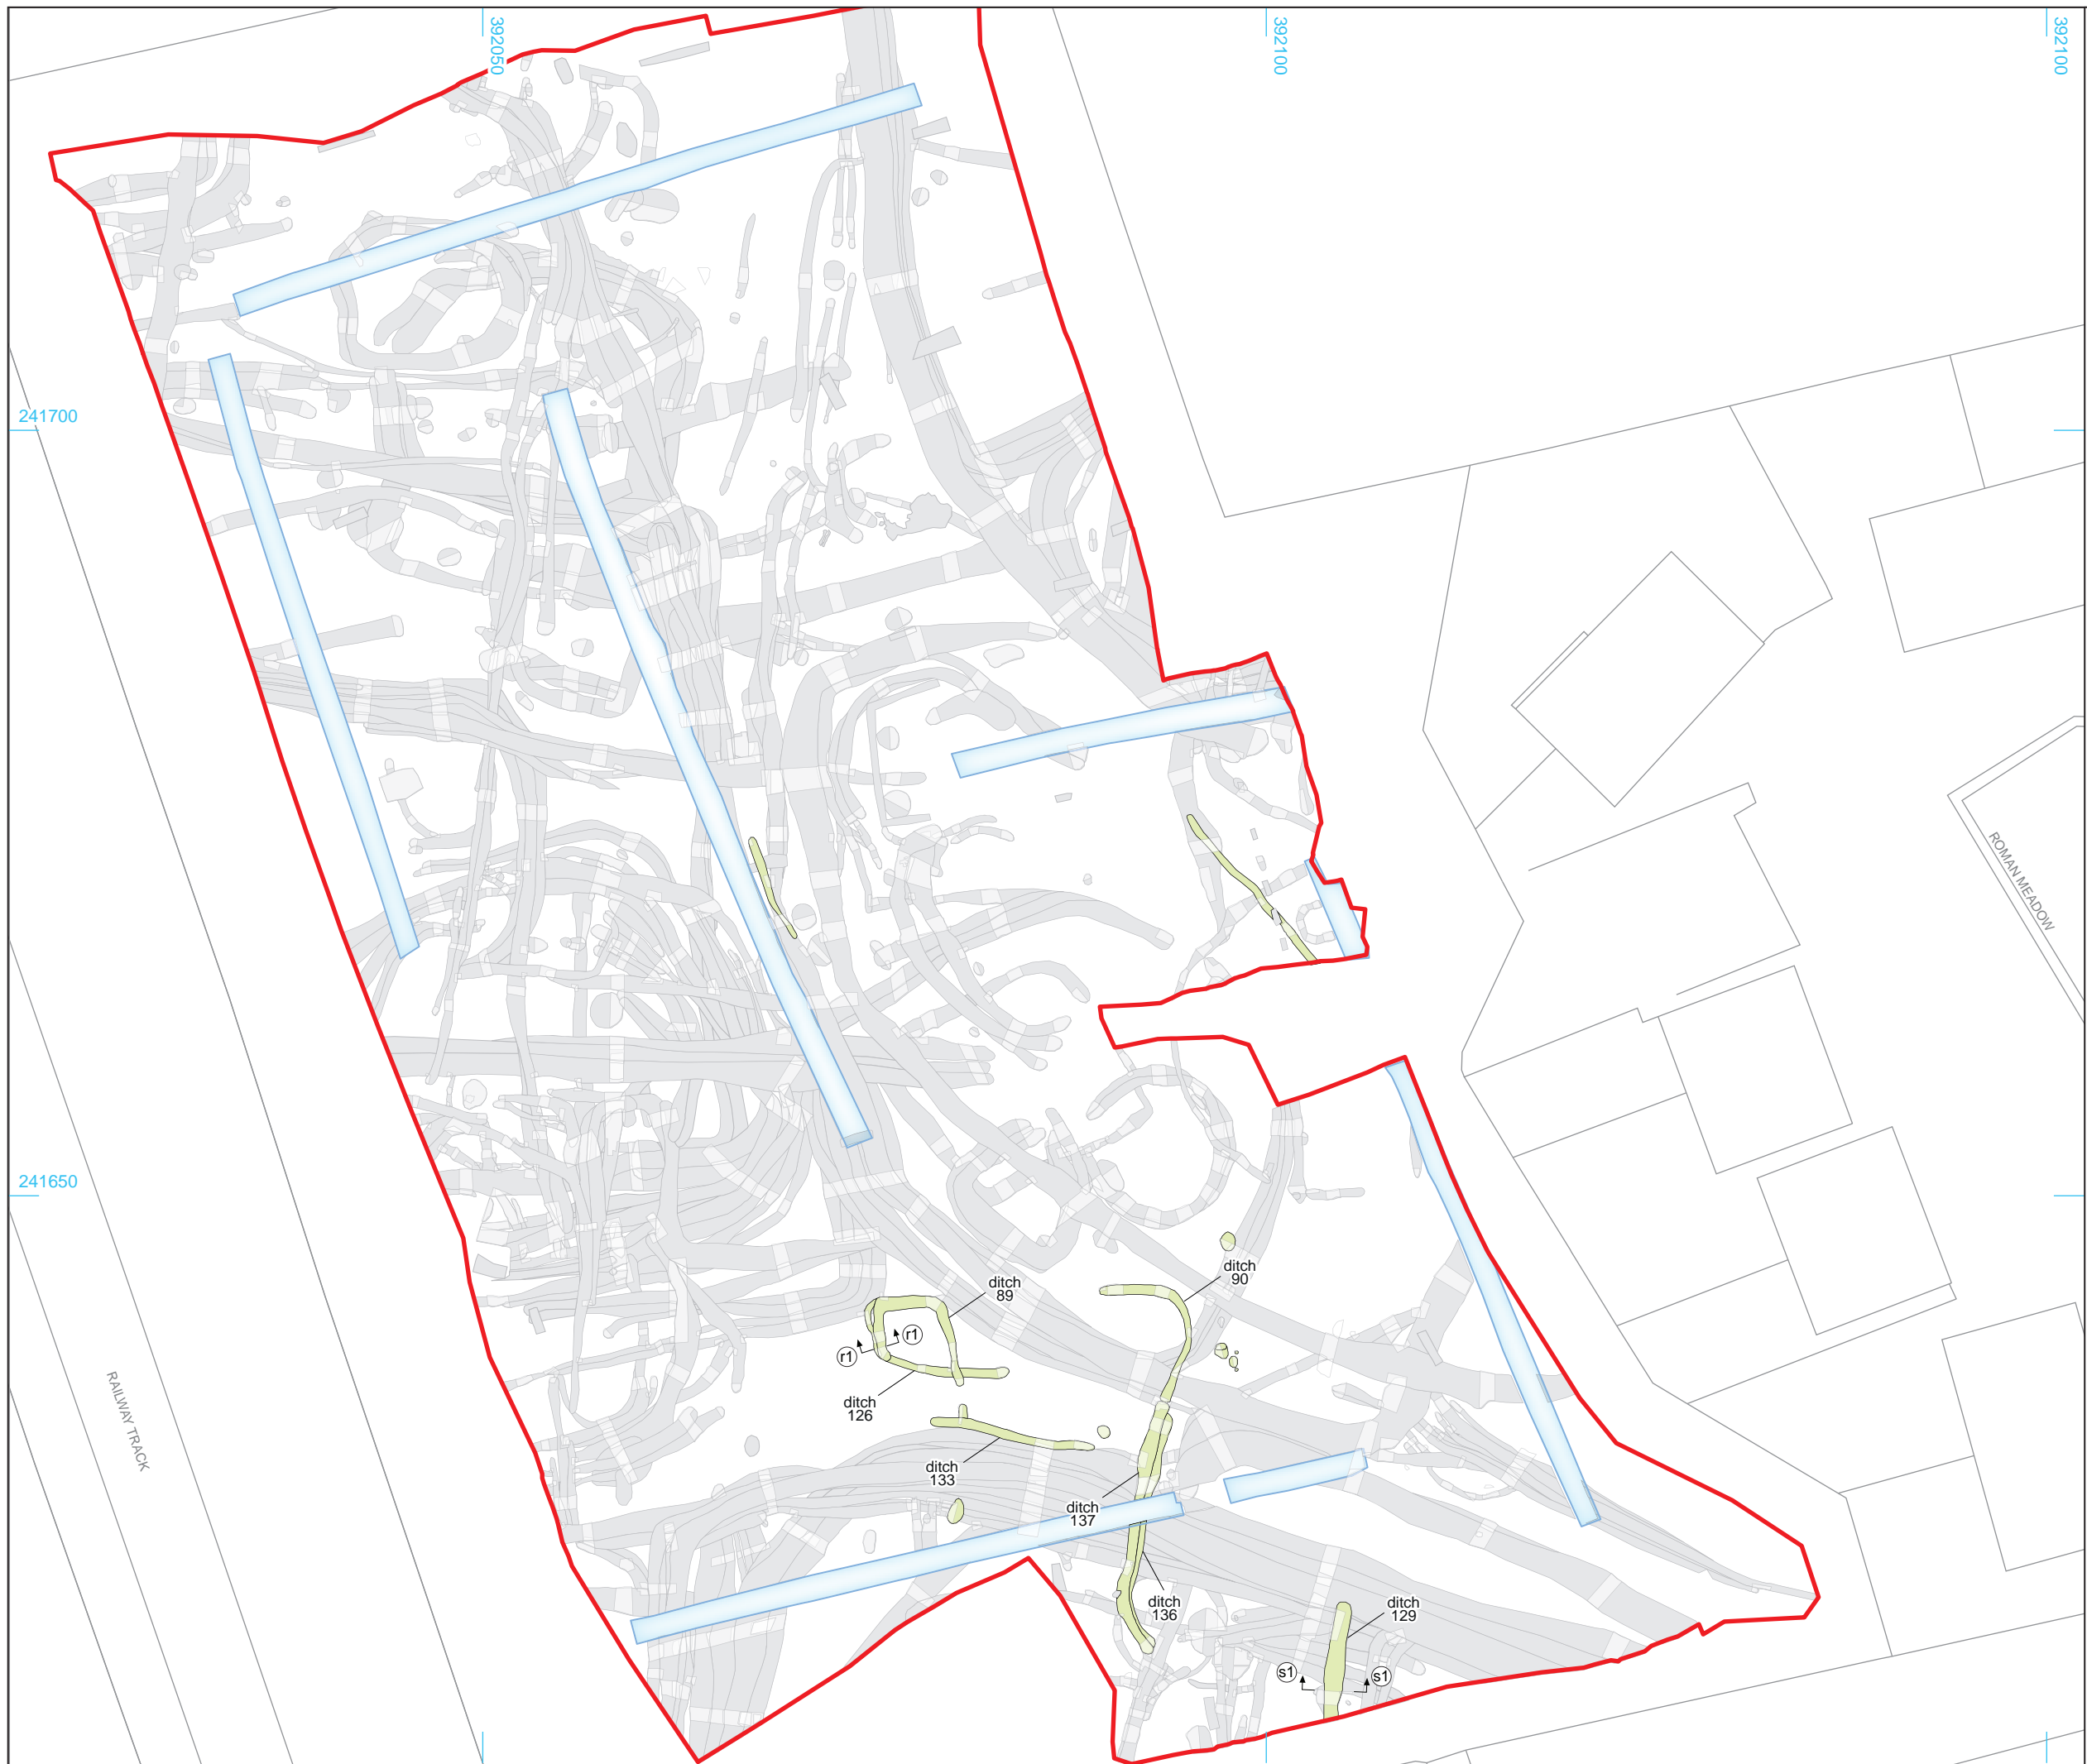 392050
392100
392100
241700
ROMAN MEADOW
241650
ditch
90
ditch
89
r1
r1
ditch
126
RAILWAY TRACK
ditch
133
ditch
137
ditch
136
ditch
129
s1
s1